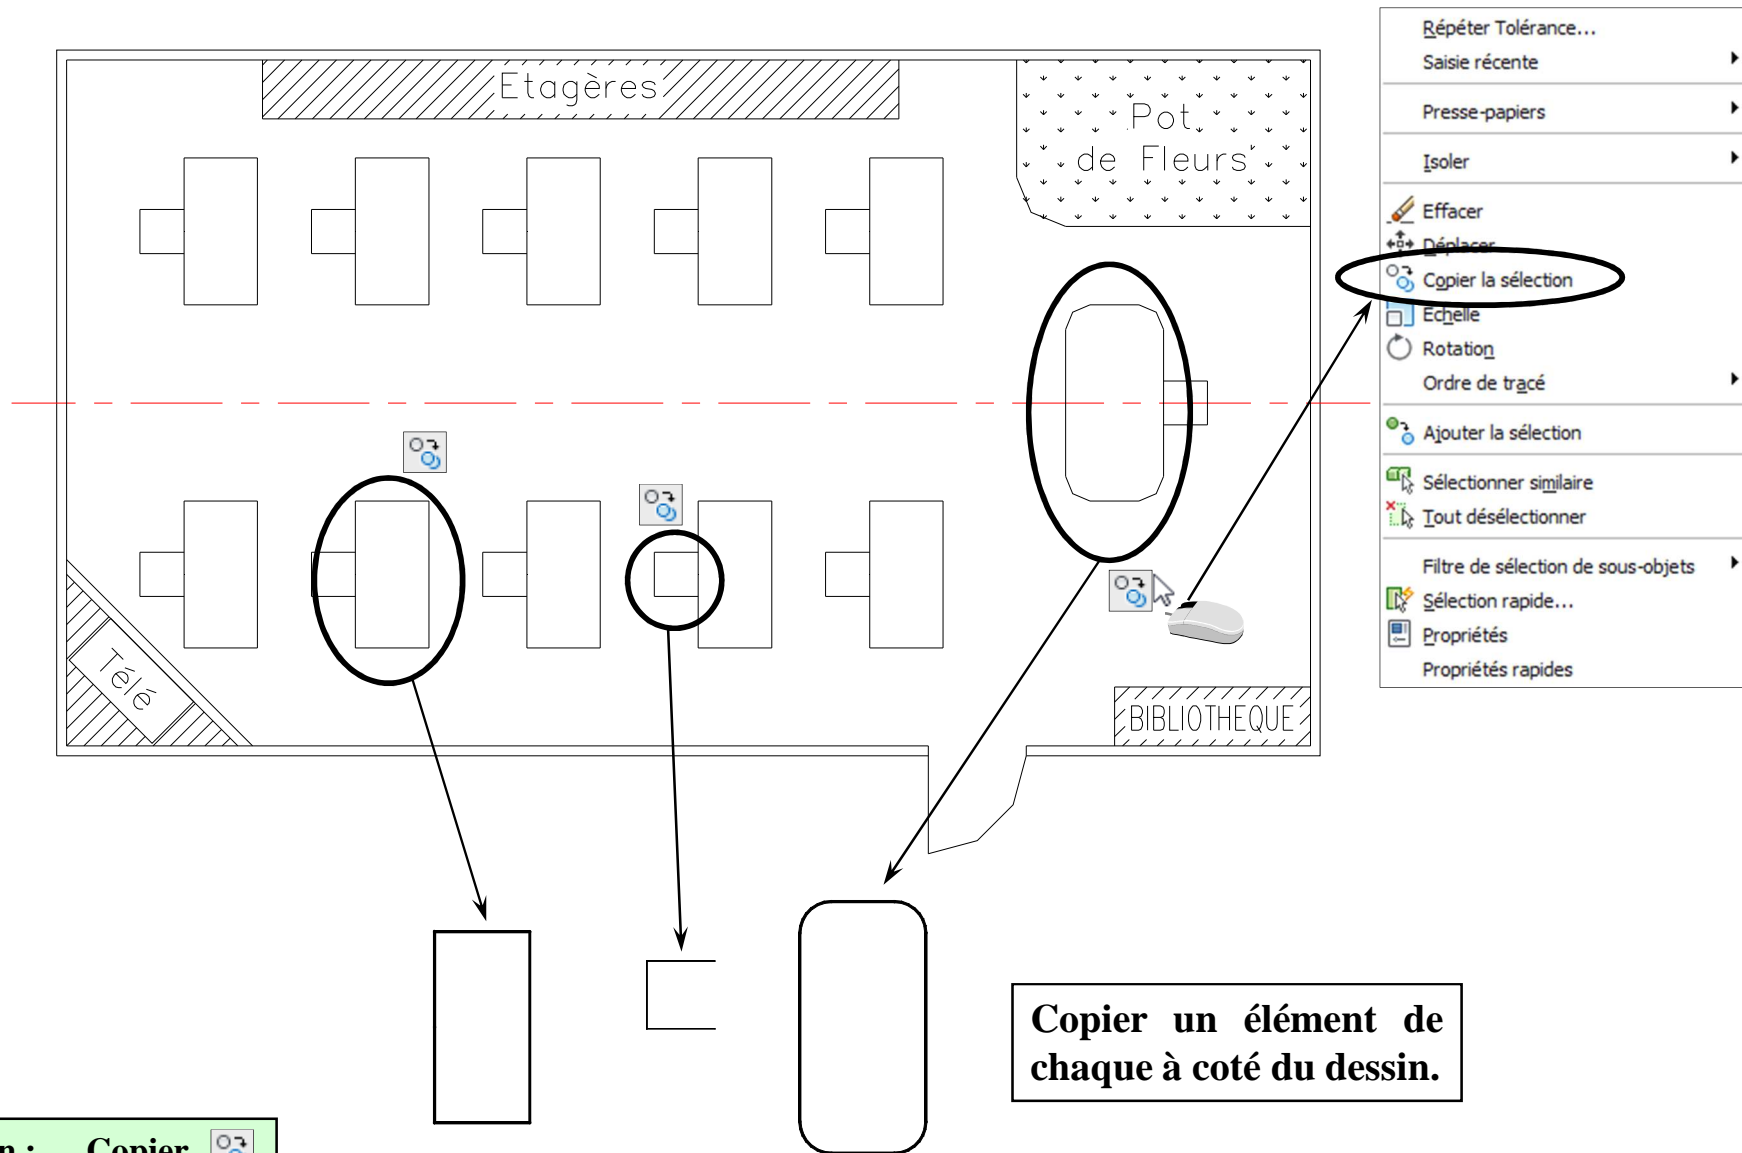 Etagères
Pot
de Fleurs
Télé
BIBLIOTHEQUE
Répéter Tolérance...
Saisie récente
Presse-papiers
Isoler
Effacer
Déplacer
Copier la sélection
Echelle
Rotation
Ordre de tracé
Ajouter la sélection
Sélectionner similaire
Tout désélectionner
Filtre de sélection de sous-objets
Sélection rapide...
Propriétés
Propriétés rapides
Copier un élément de
chaque à coté du dessin.
n : Copier